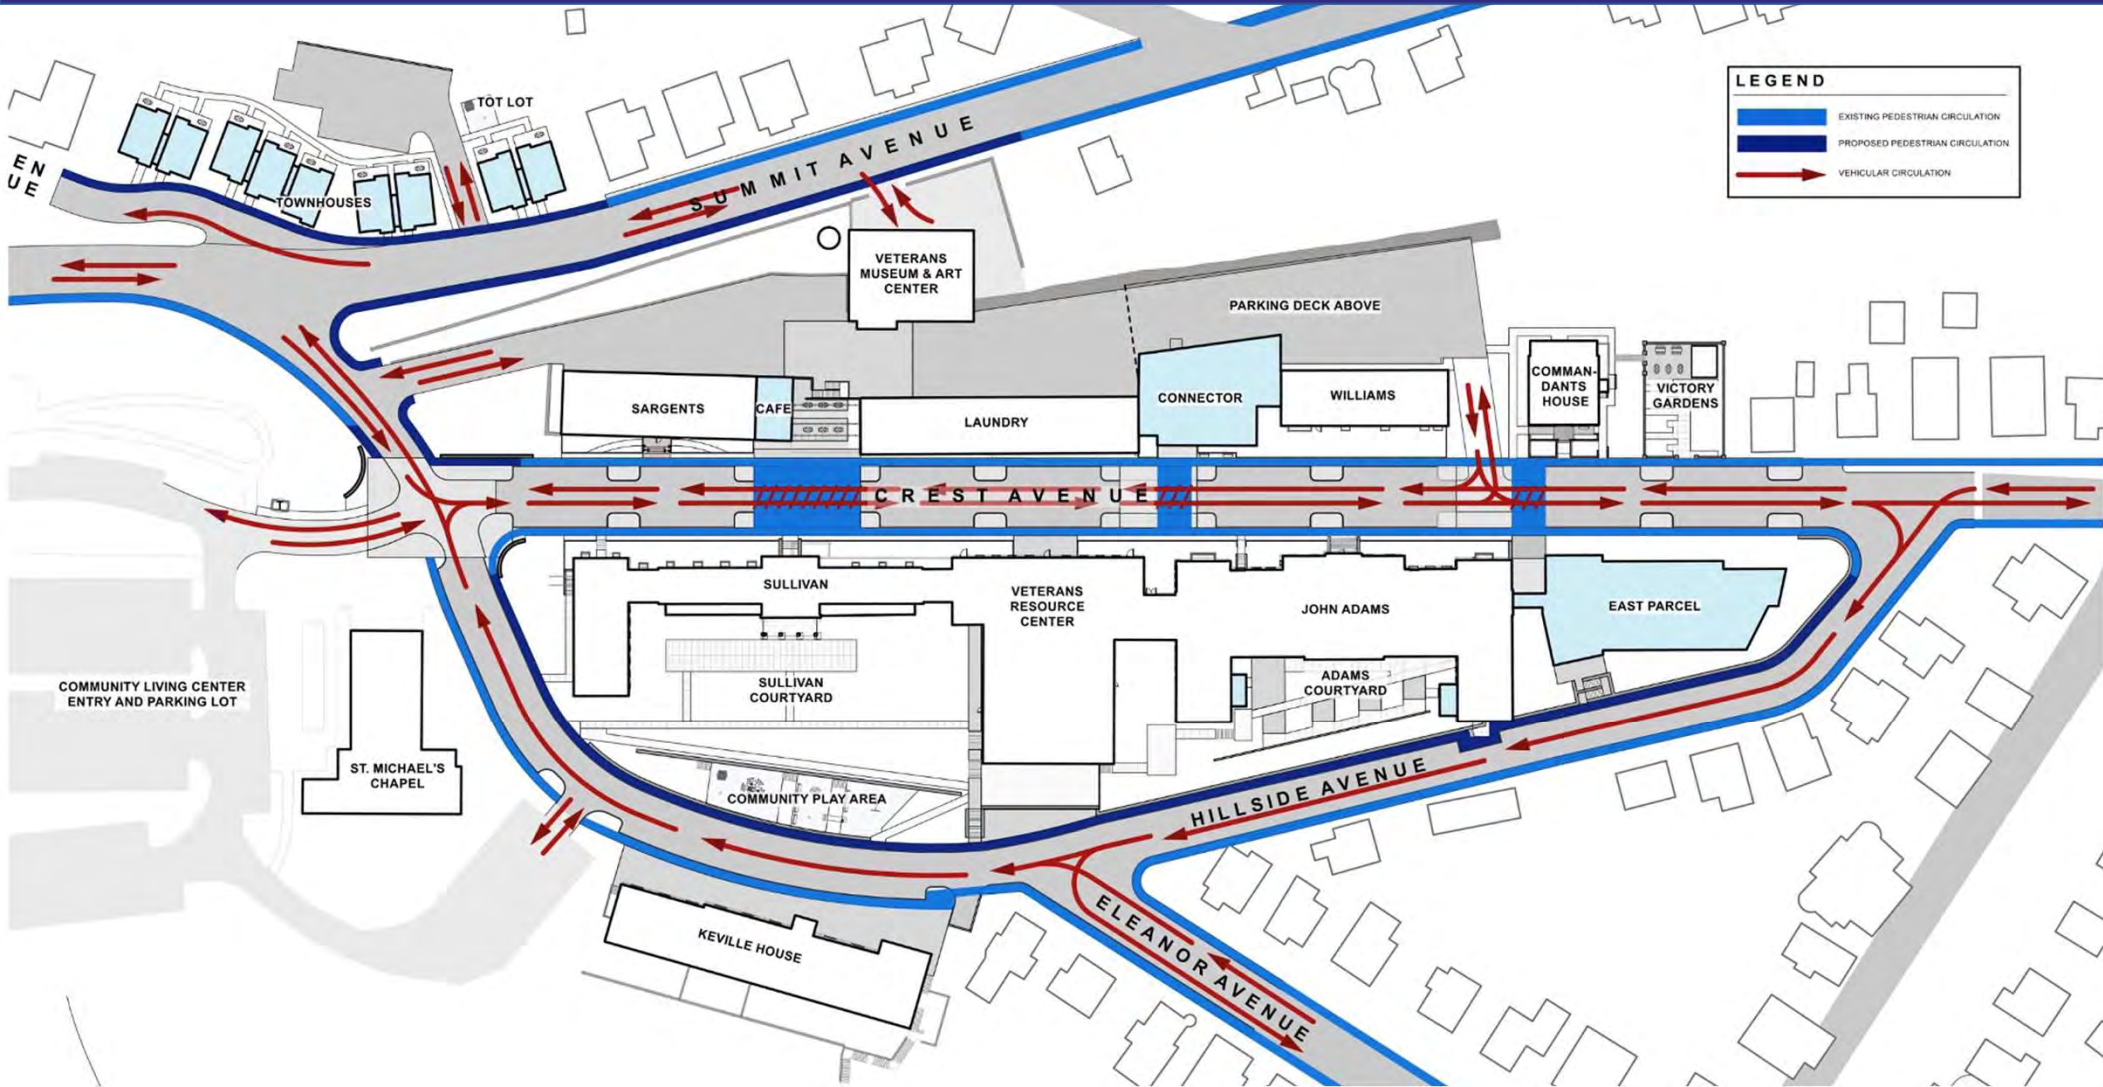 LEGEND
EXISTING PEDESTRIAN CIRCULATION
PROPOSED PEDESTRIAN CIRCULATION
VEHICULAR CIRCULATION
EN
UE
TOT LOT
TOWNHOUSES
SUMMIT AVENUE
VETERANS
MUSEUM & ART
CENTER
PARKING DECK ABOVE
SARGENTS
CAFE
LAUNDRY
CONNECTOR
WILLIAMS
COMMAN-
DANTS
HOUSE
VICTORY
GARDENS
CREST AVENUE
SULLIVAN
VETERANS
RESOURCE
CENTER
JOHN ADAMS
EAST PARCEL
SULLIVAN
COURTYARD
ADAMS
COURTYARD
COMMUNITY LIVING CENTER
ENTRY AND PARKING LOT
ST. MICHAEL'S
CHAPEL
COMMUNITY PLAY AREA
HILLSIDE AVENUE
KEVILLE HOUSE
ELEANOR AVENUE